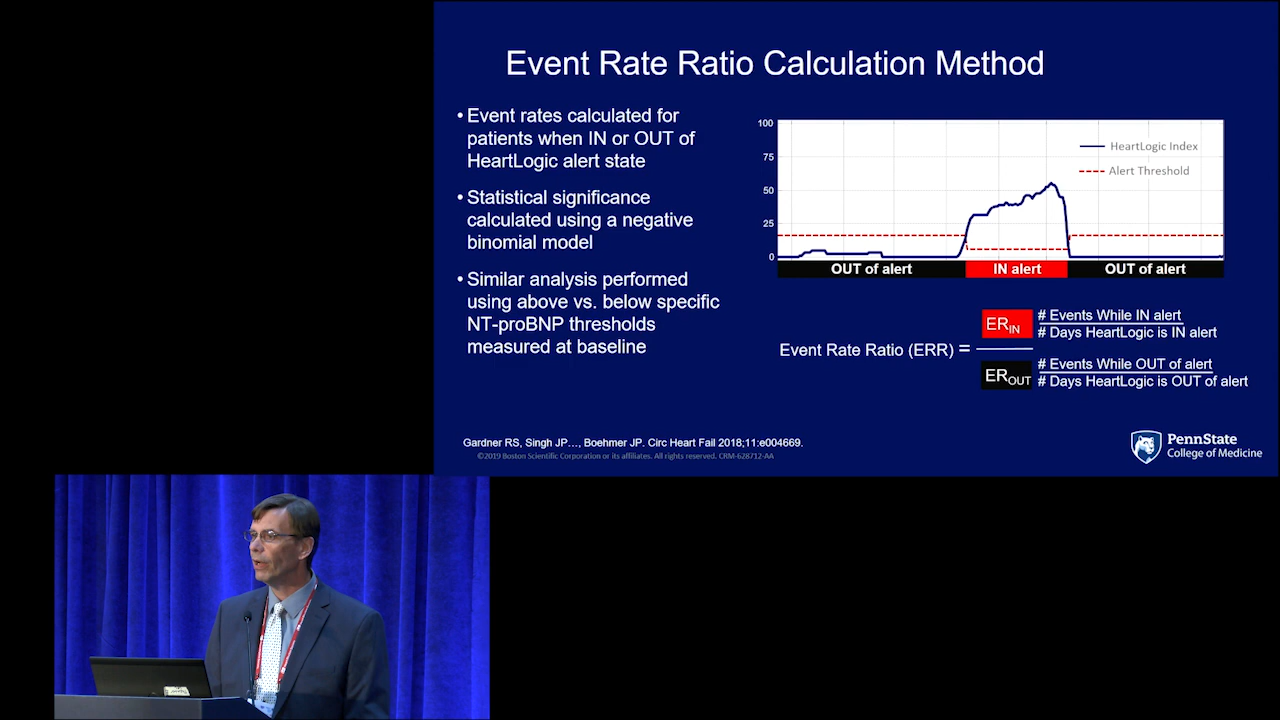 Event Rate Ratio Calculation Method
• Event rates calculated for
patients when IN or OUT of
HeartLogic alert state
• Statistical significance
calculated using a negative
binomial model
• Similar analysis performed
using above vs. below specific
NT-proBNP thresholds
measured at baseline
100
75
50
25
0
HeartLogic Index
Alert Threshold
OUT of alert
IN alert
OUT of alert
Event Rate Ratio (ERR) =
ERIN
# Events While IN alert
# Days HeartLogic is IN alert
EROUT
# Events While OUT of alert
# Days HeartLogic is OUT of alert
Gardner RS, Singh JP…, Boehmer JP. Circ Heart Fail 2018;11:e004669.
©2019 Boston Scientific Corporation or its affiliates. All rights reserved. CRM-628712-AA
PennState
College of Medicine